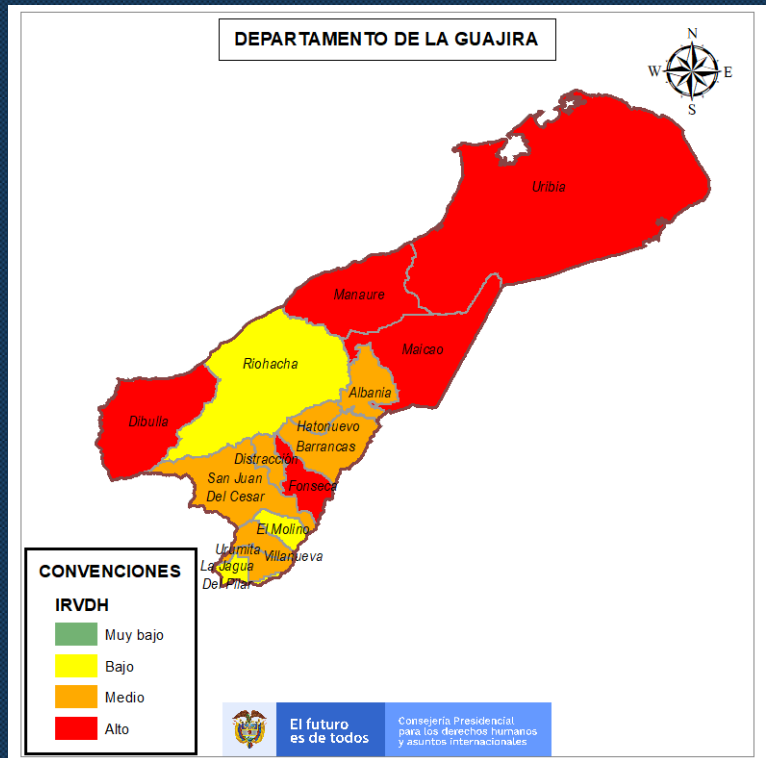 DEPARTAMENTO DE LA GUAJIRA
N
W
E
S
Uribia
Manaure
Maicao
Riohacha
Albania
Dibulla
Hatonuevo
Barrancas
Distracción
San Juan
Del Cesar
Fonseca
El Molino
Urumita
Villanueva
La Jagua
Del Pilar
CONVENCIONES
IRVDH
Muy bajo
Bajo
Medio
Alto
El futuro
es de todos
Consejería Presidencial
para los derechos humanos
y asuntos internacionales